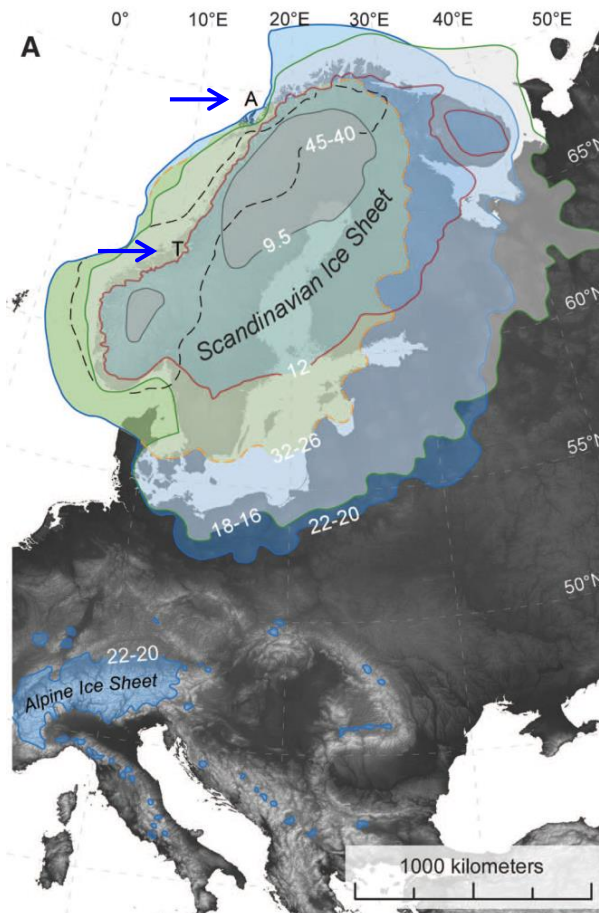 0° 10°E 20°E 30°E 40°E 50°E
A
A
65°N
45-40
T
9.5
Scandinavian Ice Sheet
60°N
12
32-26
55°N
18-16
22-20
50°N
22-20
Alpine Ice Sheet
1000 kilometers